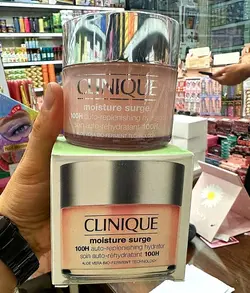 CLINIQUE
moisture surge
100H auto-replenishing hydrator
soin auto-réhydratant 100H
CLINIQUE
moisture surge
100H auto-replenishing hydrator
soin auto-réhydratant 100H
ALOE VERA BIO-FERMENT TECHNOLOGY